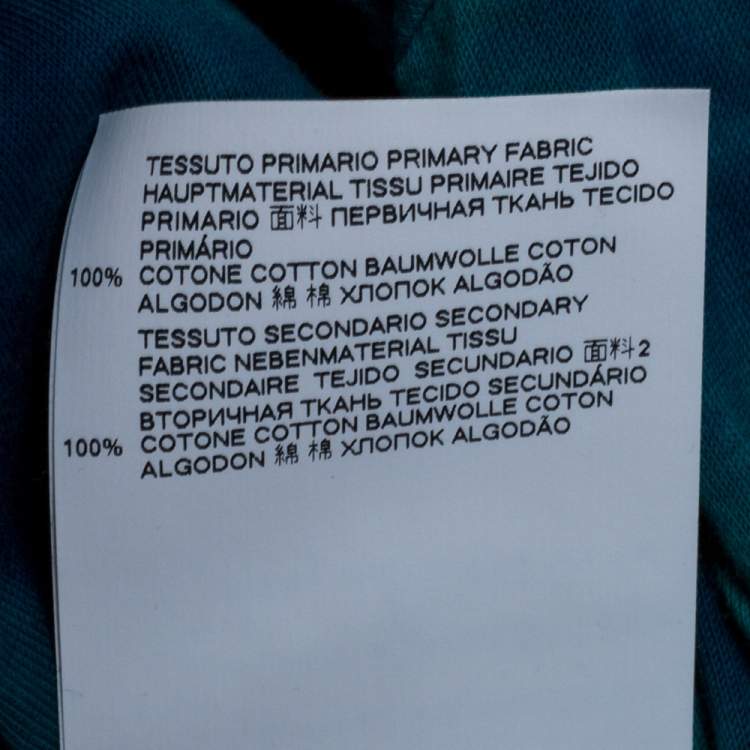 TESSUTO PRIMARIO PRIMARY FABRIC
HAUPTMATERIAL TISSU PRIMAIRE TEJIDO
PRIMARIO 面料 ПЕРВИЧНАЯ ТКАНЬ TECIDO
PRIMÁRIO
100% COTONE COTTON BAUMWOLLE COTON
ALGODON 綿 棉 ХЛОПОК ALGODÃO
TESSUTO SECONDARIO SECONDARY
FABRIC NEBENMATERIAL TISSU
SECONDAIRE TEJIDO SECUNDARIO 面料2
ВТОРИЧНАЯ ТКАНЬ TECIDO SECUNDÁRIO
100% COTONE COTTON BAUMWOLLE COTON
ALGODON 綿 棉 ХЛОПОК ALGODÃO